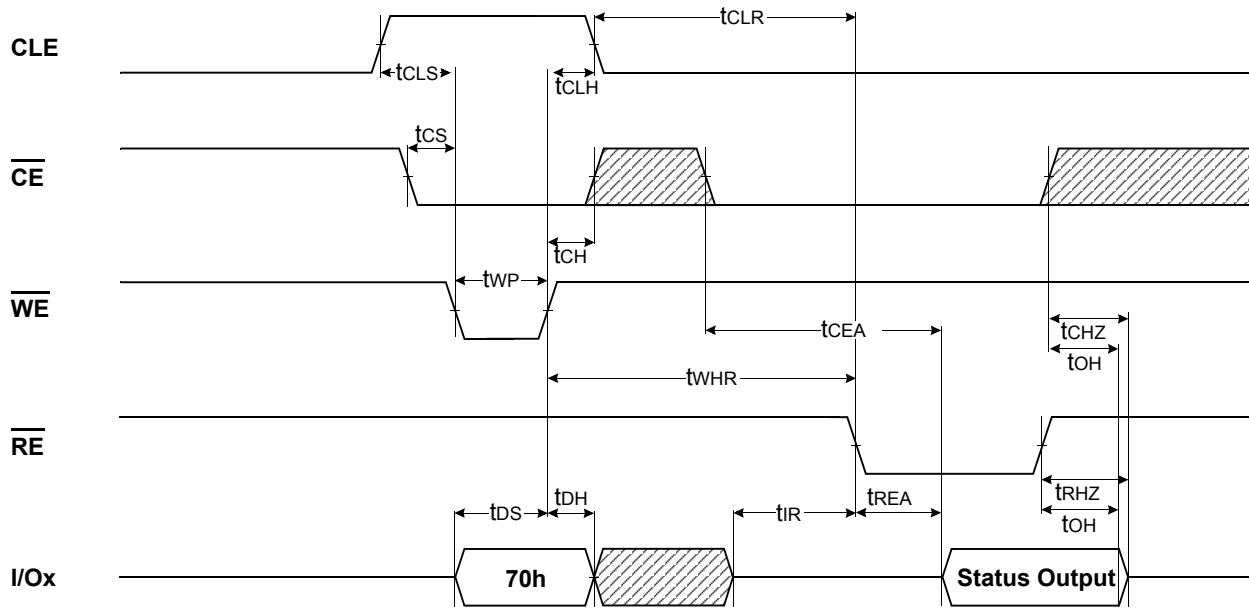 tCLR
CLE
tCLS
tCLH
tCS
CE
tCH
tWP
WE
tCEA
tCHZ
tOH
tWHR
RE
tRHZ
tDH
tDS
tIR
tREA
tOH
I/Ox
70h
Status Output